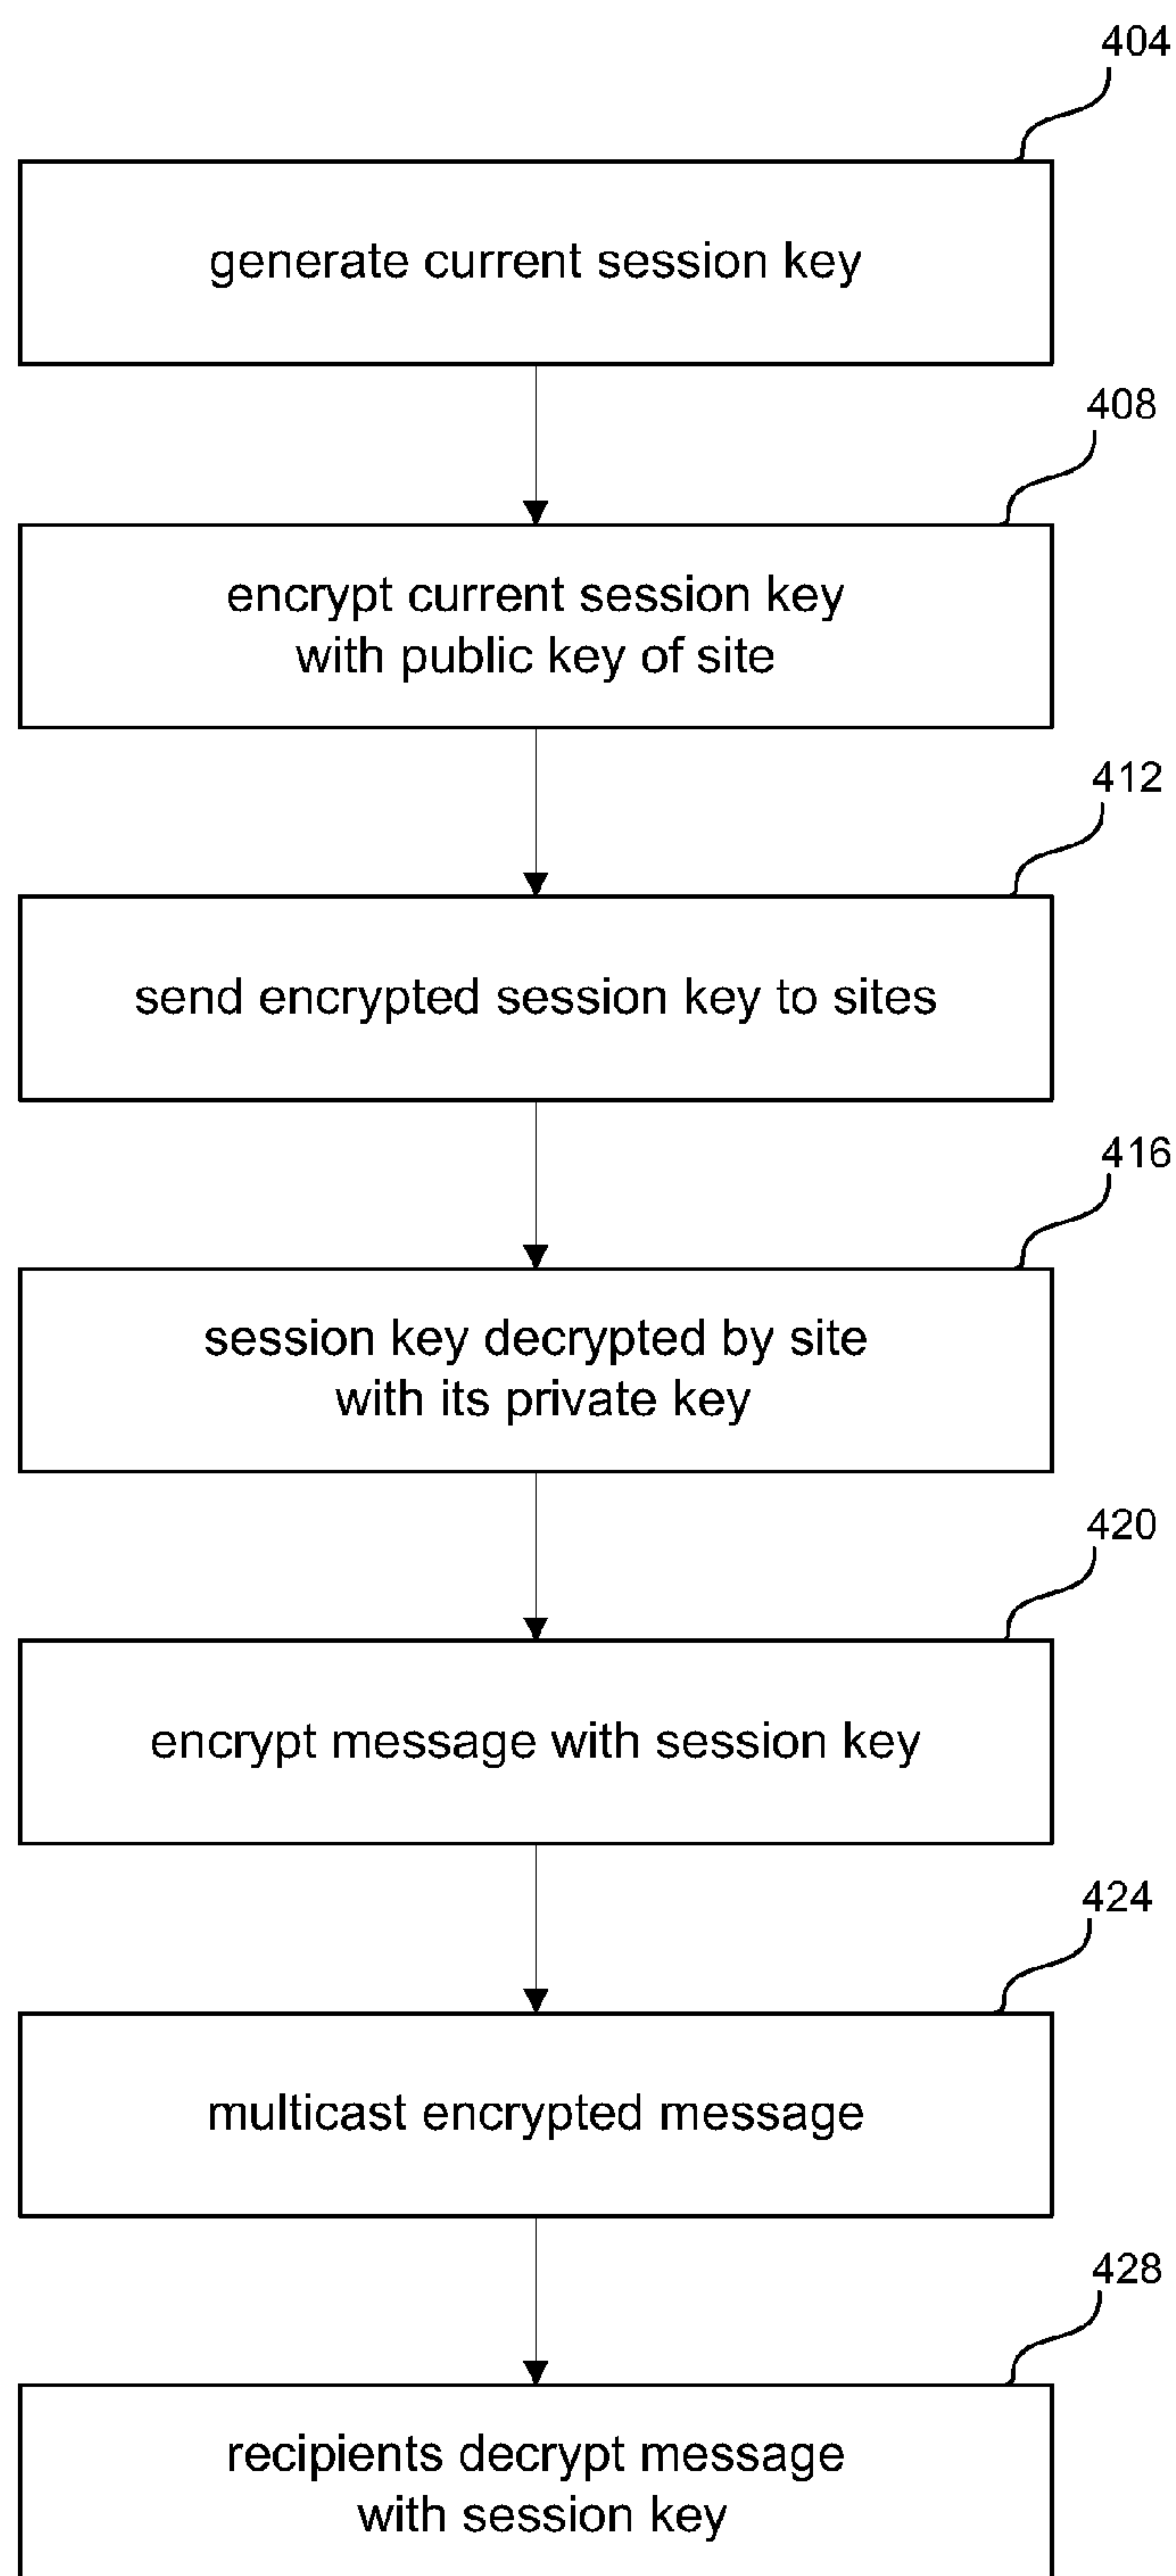 404
generate current session key
408
encrypt current session key
with public key of site
412
send encrypted session key to sites
416
session key decrypted by site
with its private key
420
encrypt message with session key
424
multicast encrypted message
428
recipients decrypt message
with session key